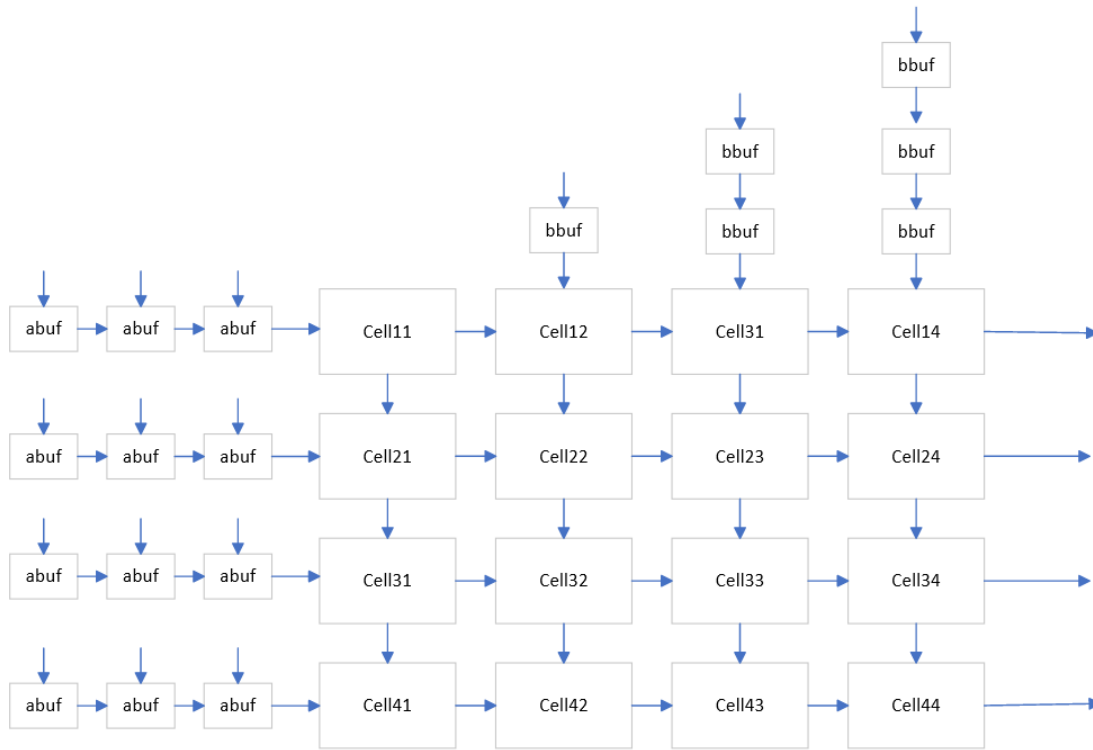 bbuf
bbuf bbuf
bbuf bbuf bbuf
abuf abuf abuf Cell11 Cell12 Cell31 Cell14
abuf abuf abuf Cell21 Cell22 Cell23 Cell24
abuf abuf abuf Cell31 Cell32 Cell33 Cell34
abuf abuf abuf Cell41 Cell42 Cell43 Cell44